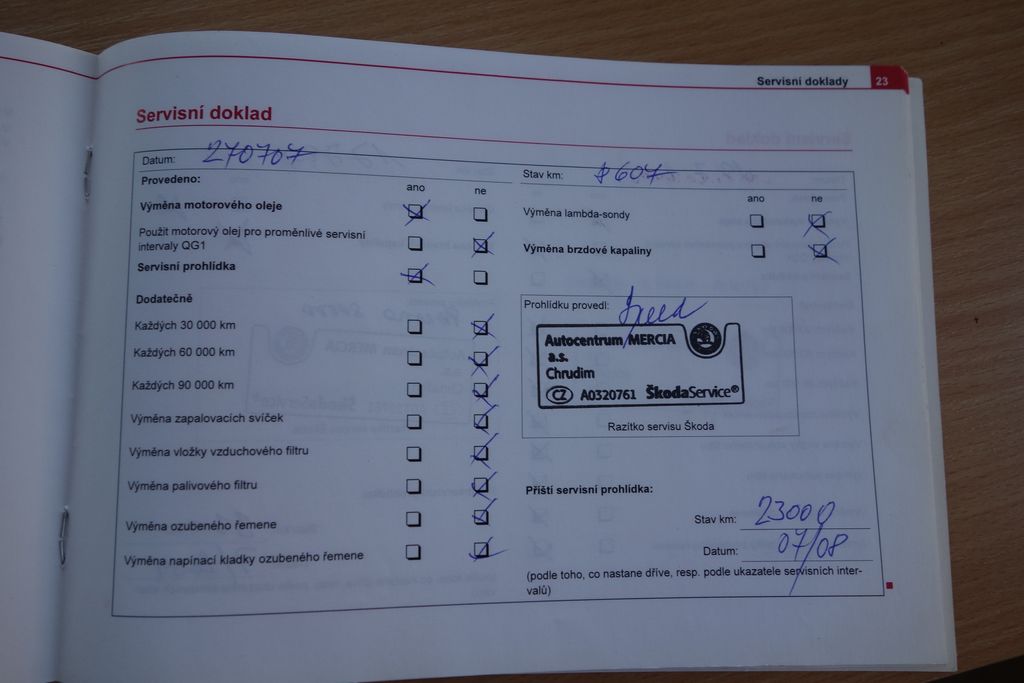 Servisní doklady 23
Servisní doklad
Datum: 270707
Stav km: 8607
Provedeno:
ano ne
Výměna motorového oleje
Použit motorový olej pro proměnlivé servisní
intervaly QG1
Servisní prohlídka
Dodatečně
Každých 30 000 km
Každých 60 000 km
Každých 90 000 km
Výměna zapalovacích svíček
Výměna vložky vzduchového filtru
Výměna palivového filtru
Výměna ozubeného řemene
Výměna napínací kladky ozubeného řemene
ano ne
Výměna lambda-sondy
Výměna brzdové kapaliny
Prohlídku provedl:
Autocentrum MERCIA
a.s.
Chrudim
CZ A0320761 ŠkodaService®
Razítko servisu Škoda
Příští servisní prohlídka:
Stav km: 23000
Datum: 07/08
(podle toho, co nastane dříve, resp. podle ukazatele servisních inter-
valů)